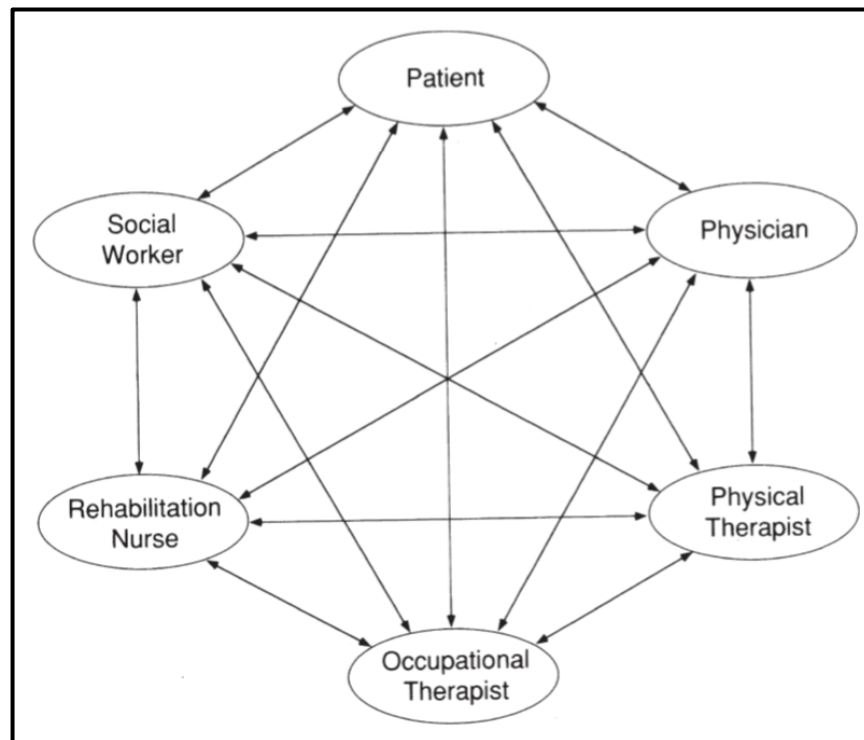 Patient
Social
Worker
Physician
Rehabilitation
Nurse
Physical
Therapist
Occupational
Therapist